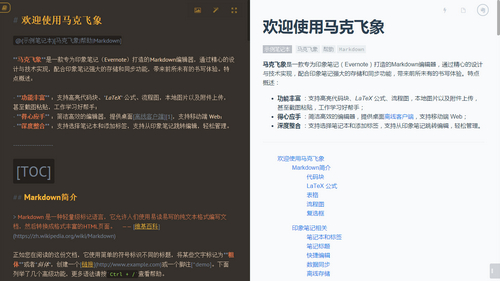 # 欢迎使用马克飞象
@(示例笔记本)[马克飞象|帮助|Markdown]
**马克飞象**是一款专为印象笔记（Evernote）打造的Markdown编辑器，通过精心的设
计与技术实现，配合印象笔记强大的存储和同步功能，带来前所未有的书写体验。特
点概述：
- **功能丰富** ：支持高亮代码块、*LaTeX* 公式、流程图，本地图片以及附件上传，
甚至截图粘贴，工作学习好帮手；
- **得心应手** ：简洁高效的编辑器，提供[桌面离线客户端][1]，支持移动端 Web；
- **深度整合** ：支持选择笔记本和添加标签，支持从印象笔记跳转编辑，轻松管理。
[TOC]
## Markdown简介
> Markdown 是一种轻量级标记语言，它允许人们使用易读易写的纯文本格式编写文
档，然后转换成格式丰富的HTML页面。 —— [维基百科]
(https://zh.wikipedia.org/wiki/Markdown)
正如您在阅读的这份文档，它使用简单的符号标识不同的标题，将某些文字标记为**粗
体**或者*斜体*，创建一个[链接](http://www.example.com)或一个脚注[^demo]。下面
列举了几个高级功能，更多语法请按 Ctrl + / 查看帮助。
欢迎使用马克飞象
示例笔记本 马克飞象 帮助 Markdown
马克飞象是一款专为印象笔记（Evernote）打造的Markdown编辑器，通过精心的设计
与技术实现，配合印象笔记强大的存储和同步功能，带来前所未有的书写体验。特点概
述：
功能丰富 ：支持高亮代码块、LaTeX 公式、流程图，本地图片以及附件上传，
甚至截图粘贴，工作学习好帮手；
得心应手 ：简洁高效的编辑器，提供桌面离线客户端，支持移动端 Web；
深度整合 ：支持选择笔记本和添加标签，支持从印象笔记跳转编辑，轻松管理。
欢迎使用马克飞象
Markdown简介
代码块
LaTeX 公式
表格
流程图
复选框
印象笔记相关
笔记本和标签
笔记标题
快捷编辑
数据同步
离线存储